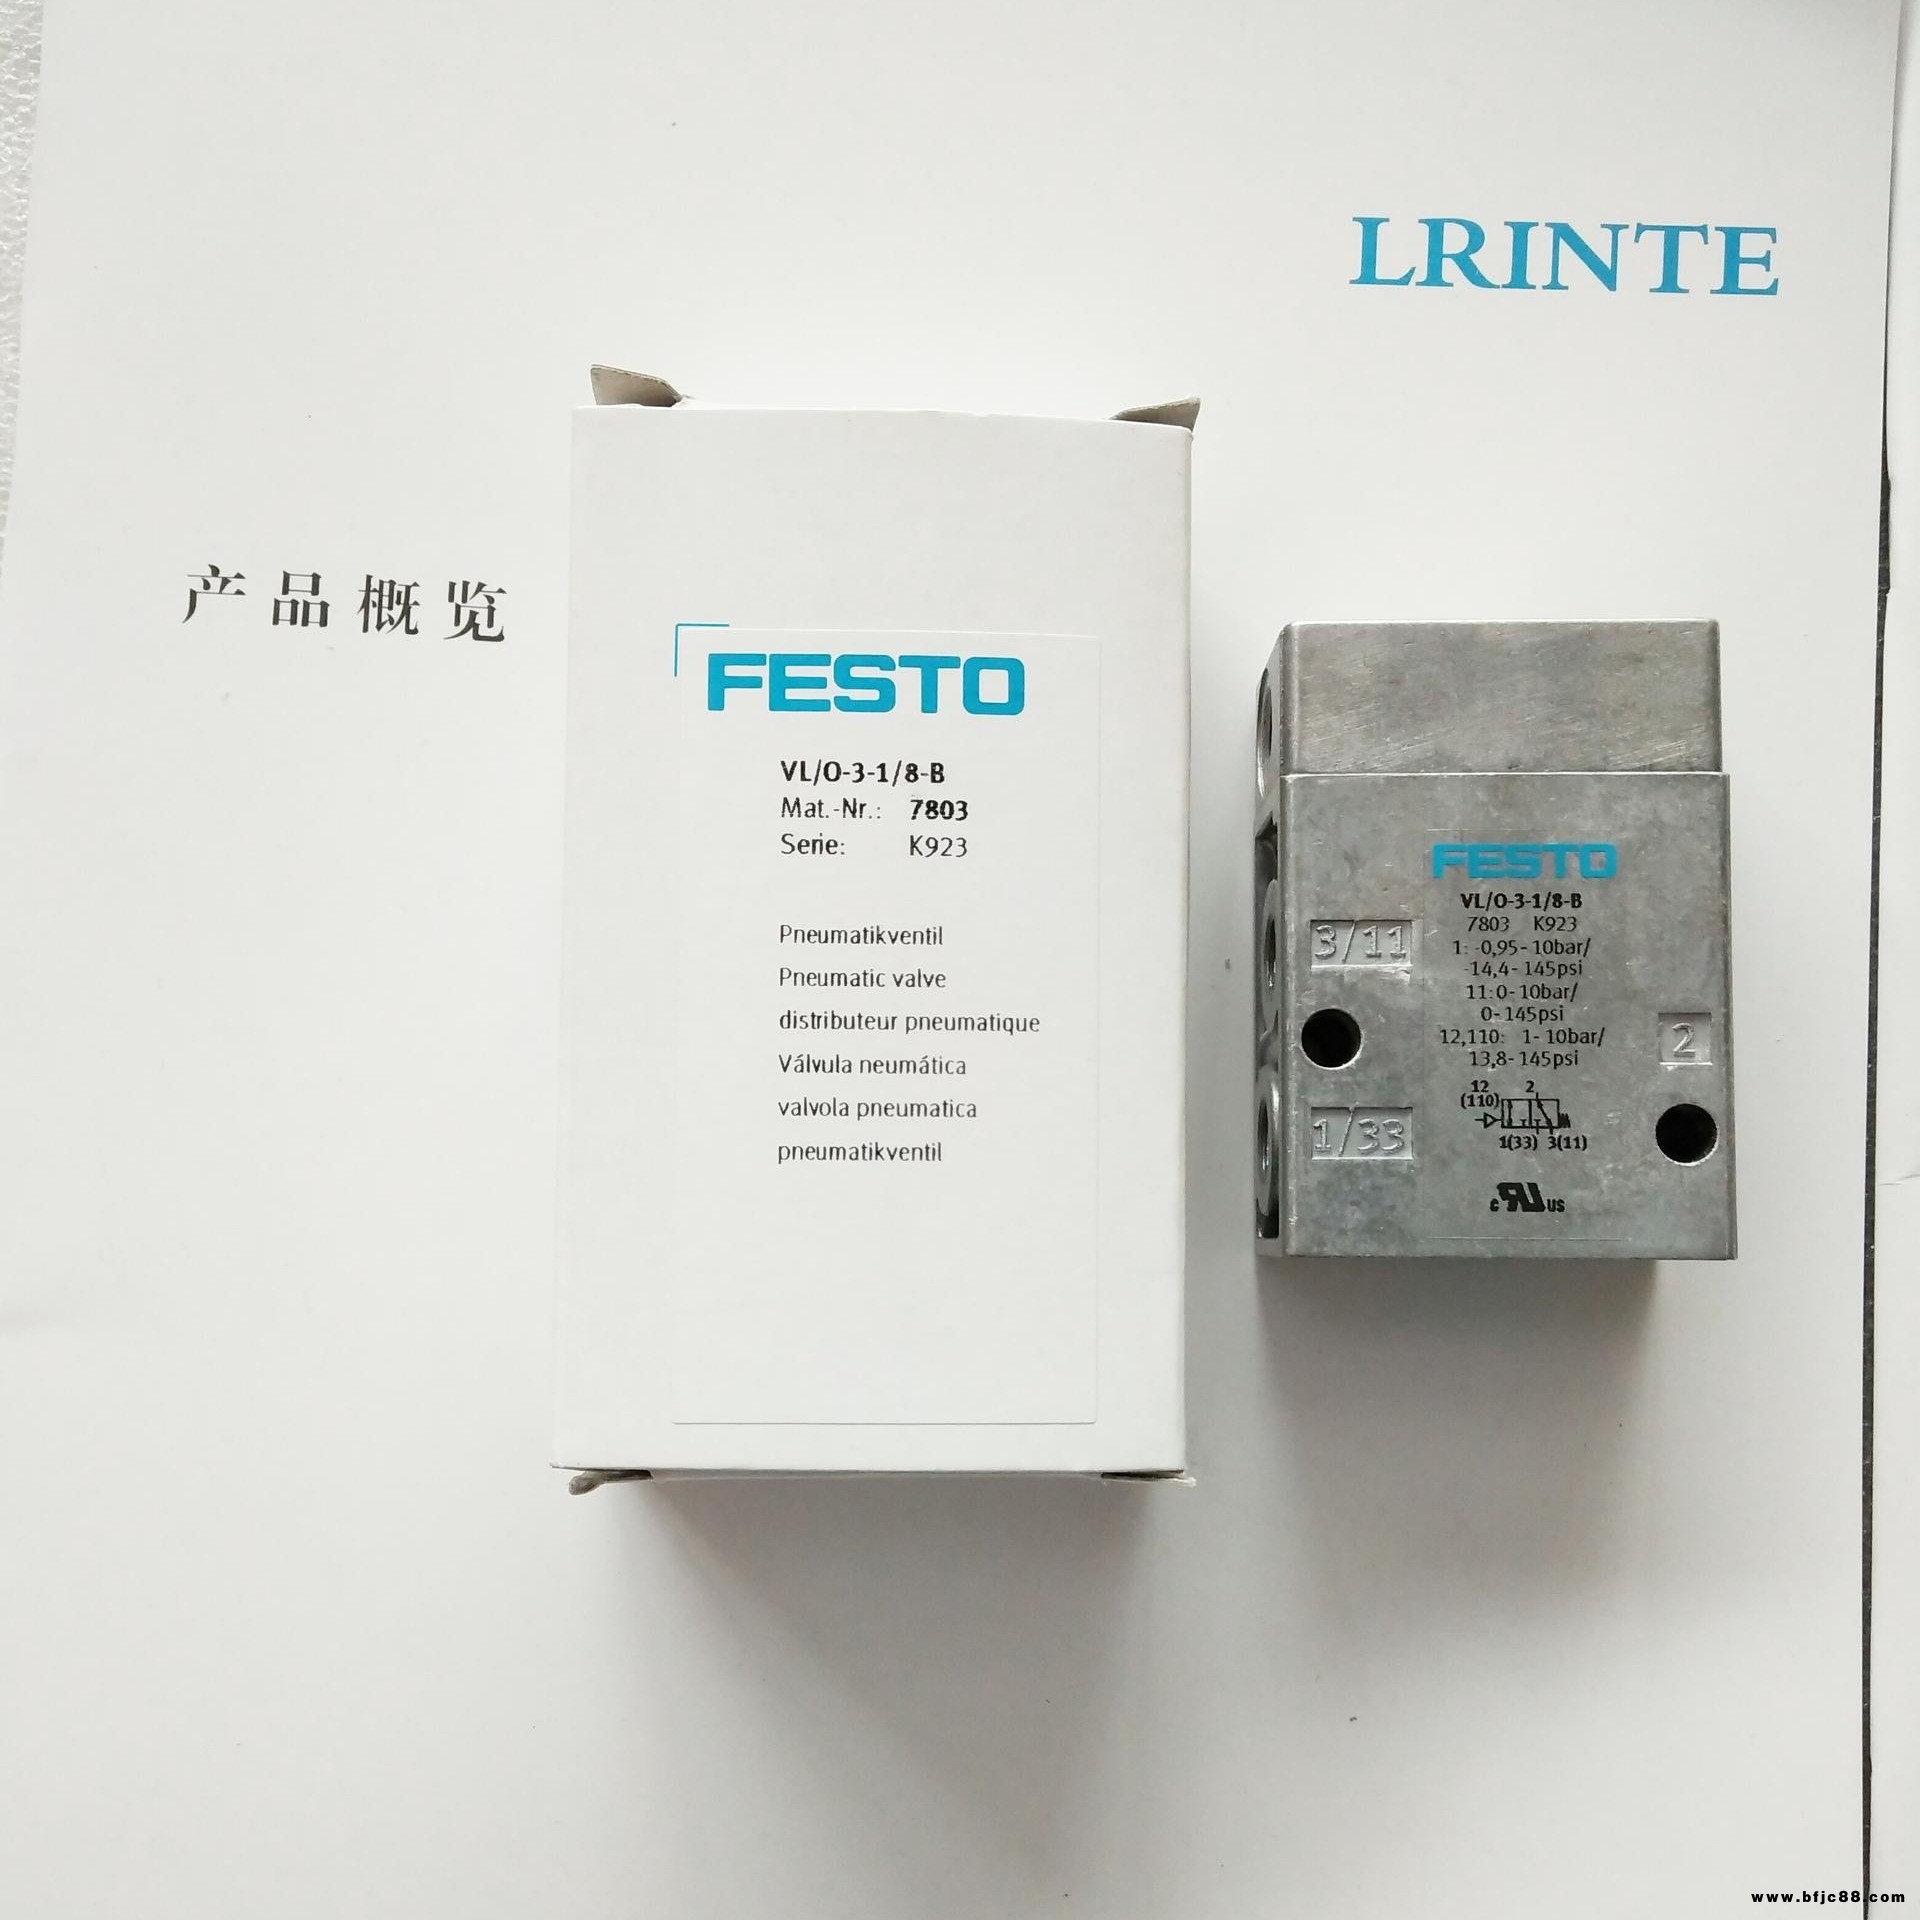 LRINTE
产品概览
FESTO
VL/O-3-1/8-B
Mat.-Nr.: 7803
Serie: K923
Pneumatikventil
Pneumatic valve
distributeur pneumatique
Válvula neumática
valvola pneumatica
pneumatikventil
FESTO
VL/O-3-1/8-B
7803 K923
1: -0,95-10bar/
-14,4-145psi
11:0-10bar/
0-145psi
12,110: 1-10bar/
13,8-145psi
12 2
(110)
1(33) 3(11)
c RU us
3/11
2
1/33
www.bfjc88.com